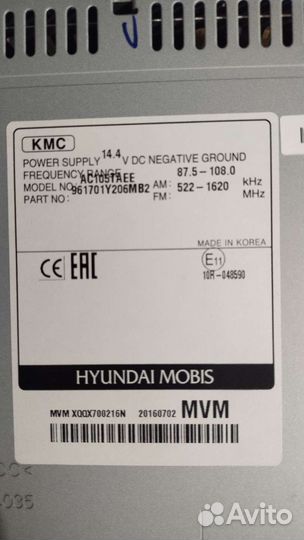 KMC
POWER SUPPLY 14.4 V DC NEGATIVE GROUND
FREQUENCY RANGE 87.5-108.0
MODEL NO: AC105TAEE AM: 522-1620 KHz
PART NO: 961701Y206MB2 FM: MHz
MADE IN KOREA
CE EAC E11
10R-048590
HYUNDAI MOBIS
MVM XQQX700216N 20160702 MVM
Avito